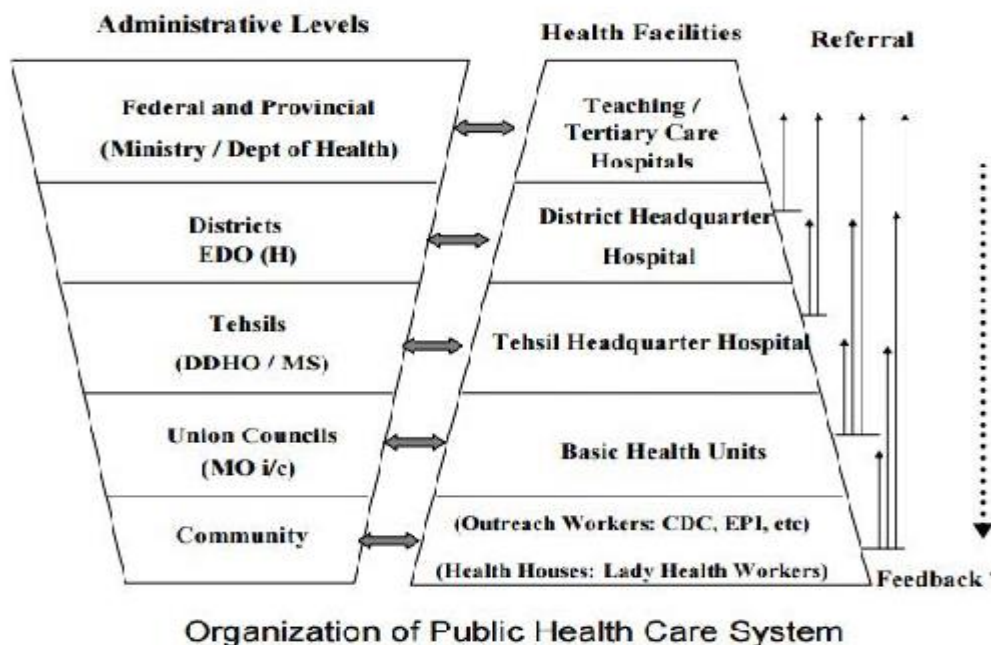 Administrative Levels
Health Facilities
Referral
Federal and Provincial
(Ministry / Dept of Health)
Teaching /
Tertiary Care
Hospitals
Districts
EDO (H)
District Headquarter
Hospital
Tehsils
(DDHO / MS)
Tehsil Headquarter Hospital
Union Councils
(MO i/c)
Basic Health Units
Community
(Outreach Workers: CDC, EPI, etc)
(Health Houses: Lady Health Workers)
Feedback
Organization of Public Health Care System